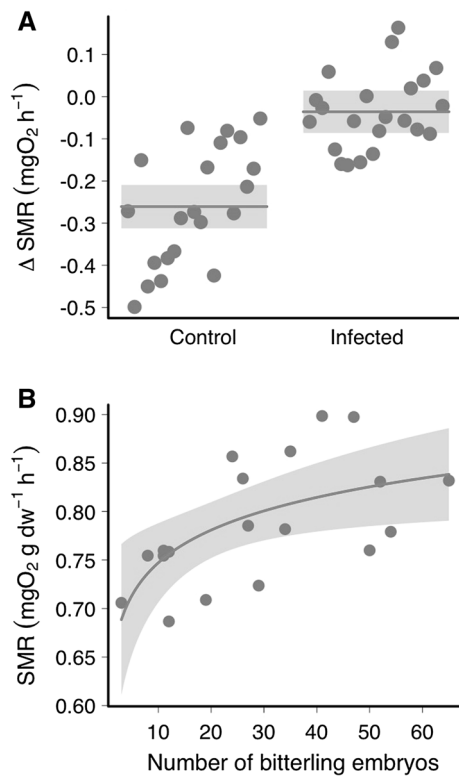 A
Δ SMR (mgO₂ h⁻¹)
0.1
0.0
-0.1
-0.2
-0.3
-0.4
-0.5
Control Infected
B
SMR (mgO₂ g dw⁻¹ h⁻¹)
0.90
0.85
0.80
0.75
0.70
0.65
0.60
10 20 30 40 50 60
Number of bitterling embryos